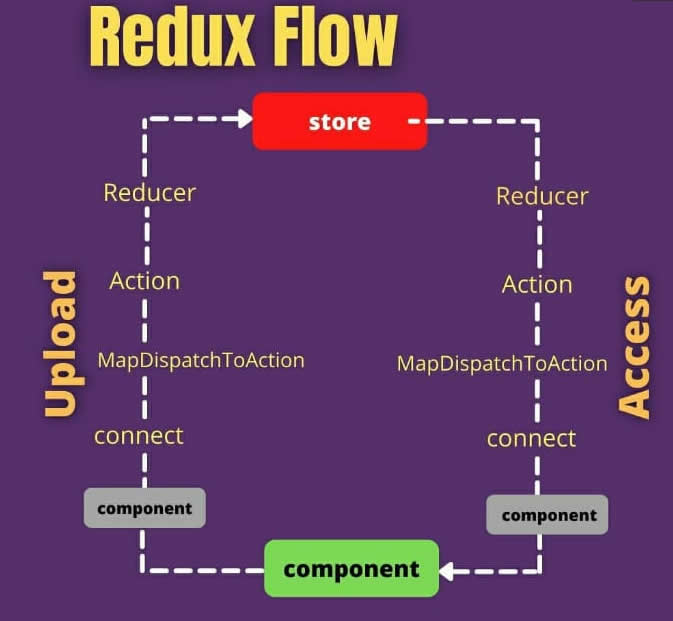 Redux Flow
store
Reducer
Reducer
Action
Action
Upload
Access
MapDispatchToAction
MapDispatchToAction
connect
connect
component
component
component